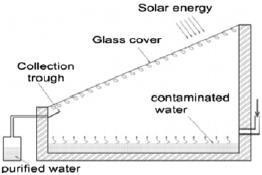 Solar energy
Glass cover
Collection
trough
contaminated
water
purified water